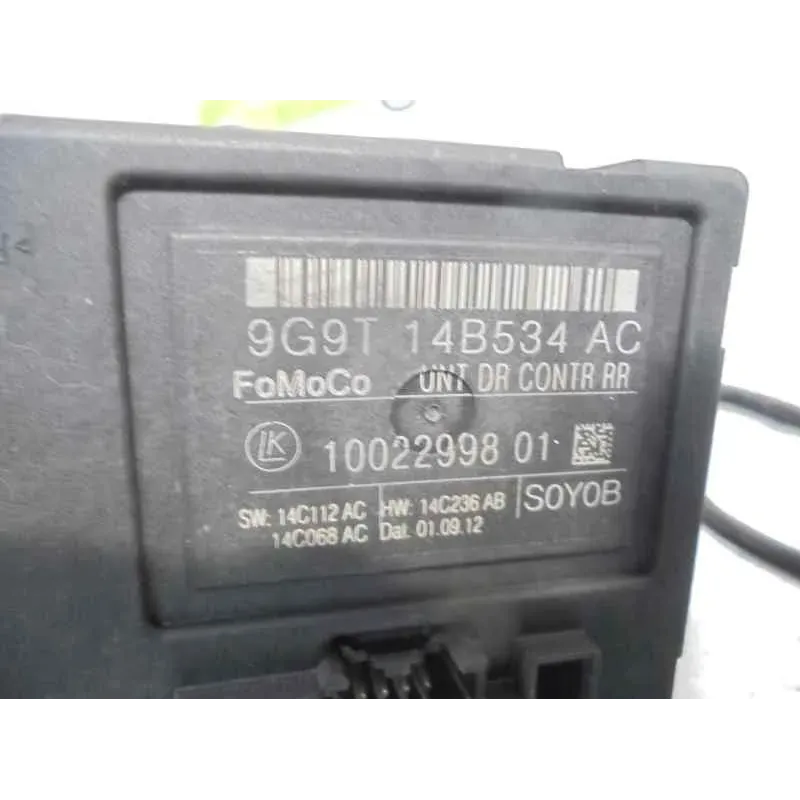 9G9T 14B534 AC
FoMoCo UNT DR CONTR RR
LK 10022998 01
SW: 14C112 AC HW: 14C236 AB S0Y0B
14C068 AC Dat. 01.09.12